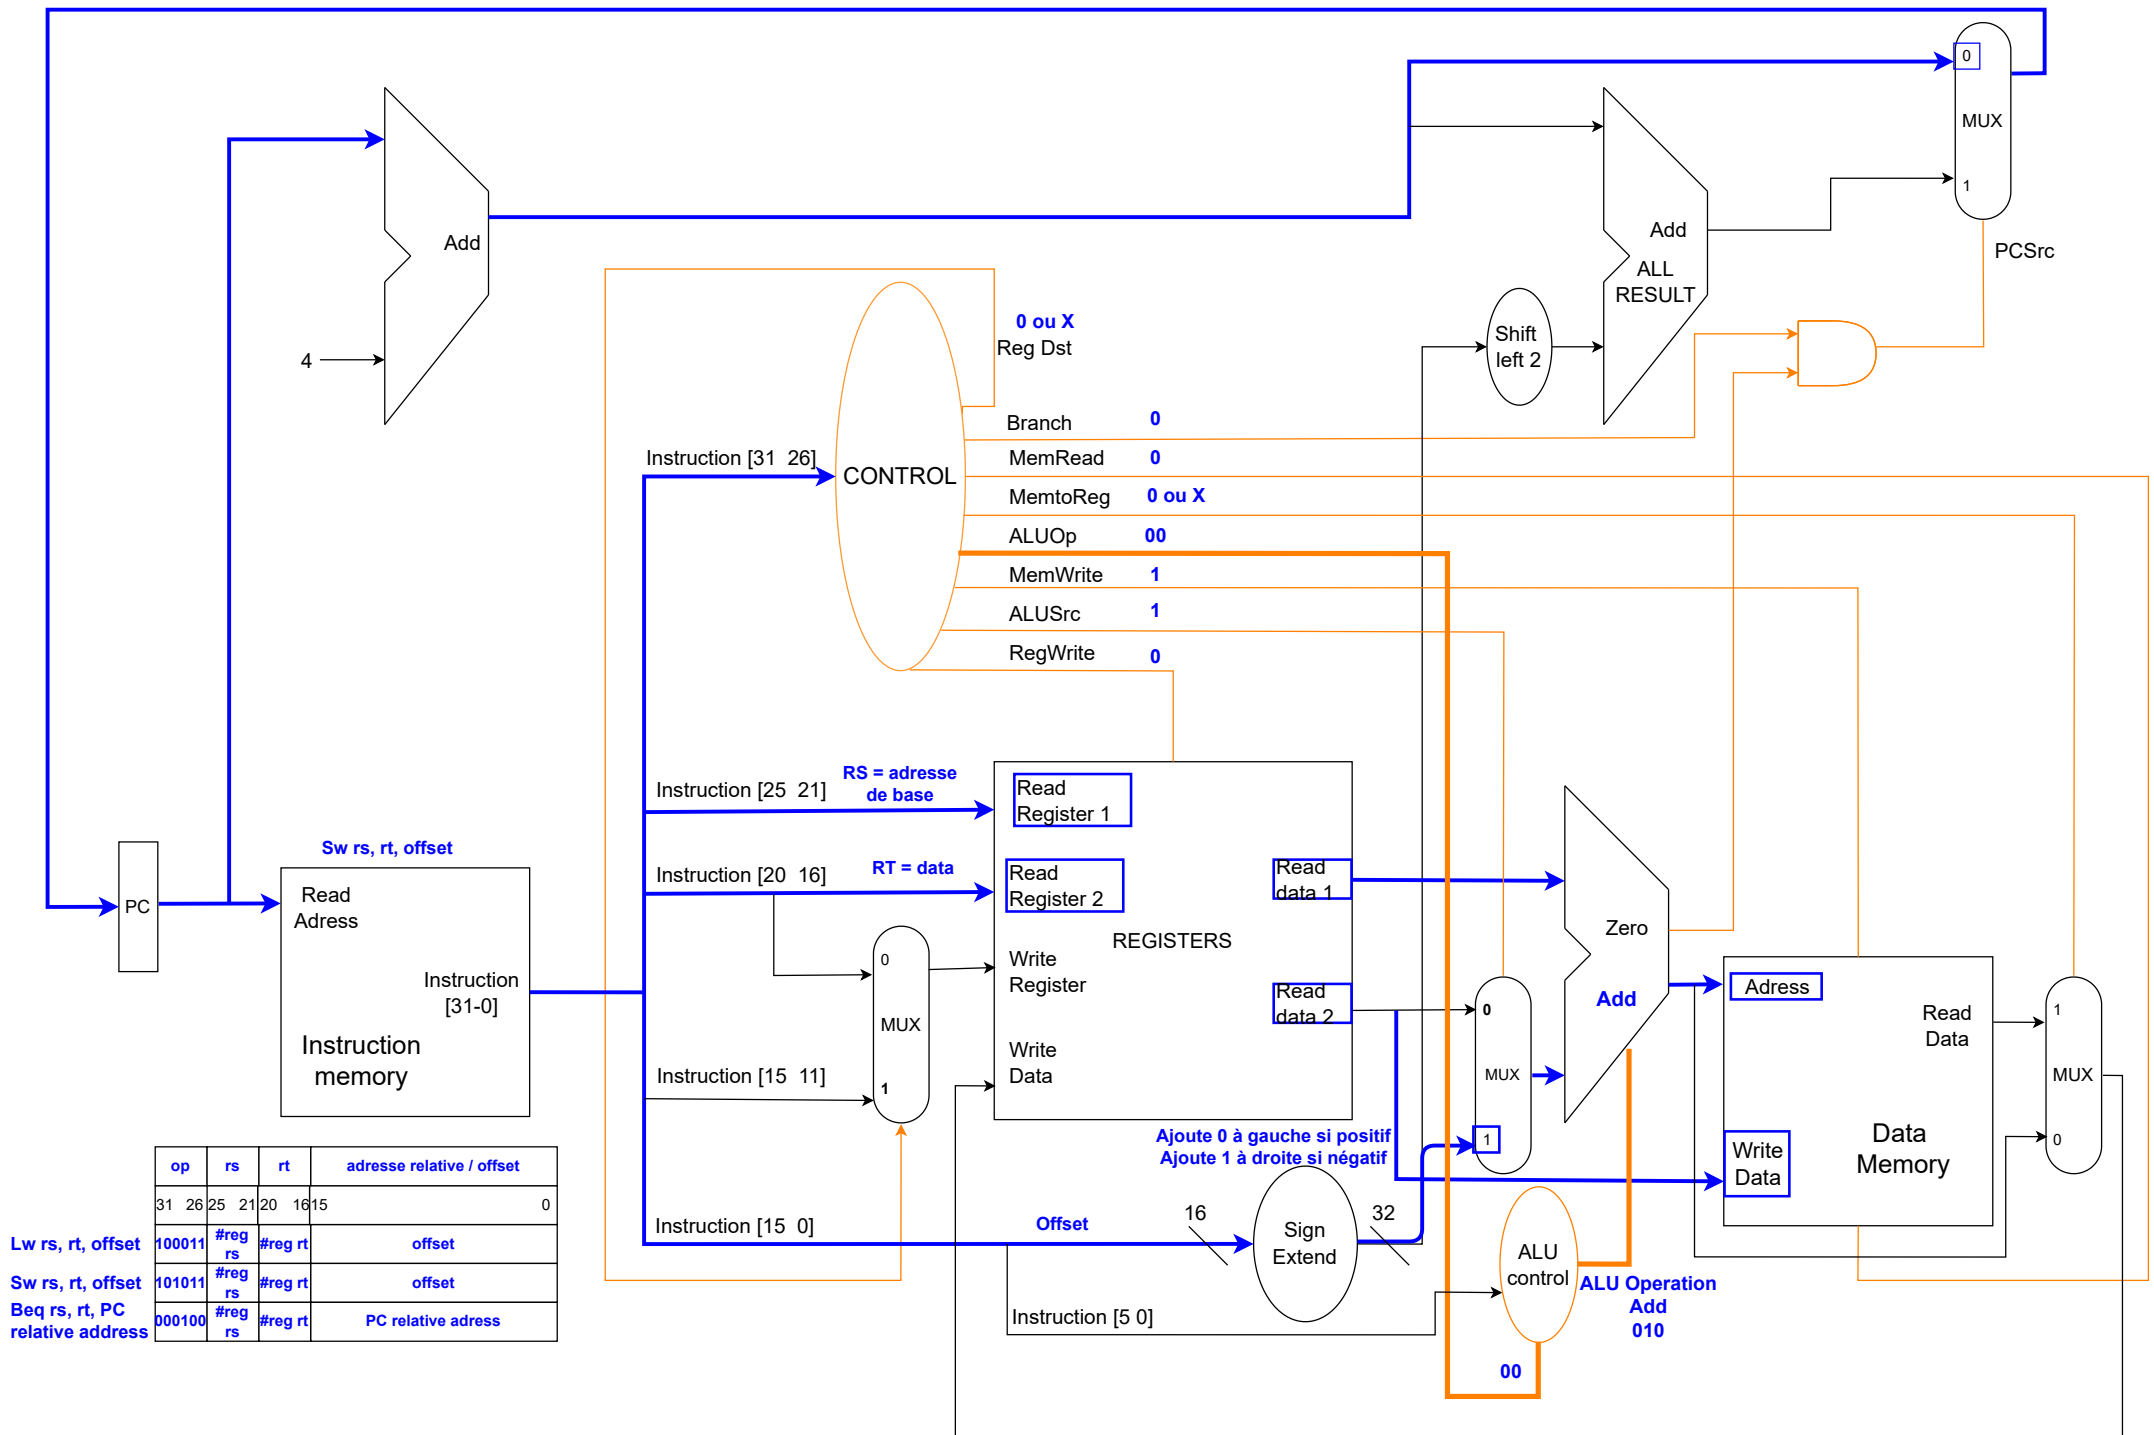 0
MUX
1
PCSrc
Add
4
Add
ALL
RESULT
Shift
left 2
0 ou X
Reg Dst
Branch 0
MemRead 0
MemtoReg 0 ou X
ALUOp 00
MemWrite 1
ALUSrc 1
RegWrite 0
Instruction [31 26]
CONTROL
Instruction [25 21]
RS = adresse
de base
Instruction [20 16]
RT = data
Read
Register 1
Read
Register 2
Write
Register
Write
Data
REGISTERS
Read
data 1
Read
data 2
Sw rs, rt, offset
PC
Read
Adress
Instruction
[31-0]
Instruction
memory
0
MUX
1
Instruction [15 11]
Zero
Add
0
MUX
1
Adress
Read
Data
Write
Data
Data
Memory
1
MUX
0
Ajoute 0 à gauche si positif
Ajoute 1 à droite si négatif
Instruction [15 0]
Offset
16
Sign
Extend
32
ALU
control
ALU Operation
Add
010
Instruction [5 0]
00
op rs rt adresse relative / offset
31 26 25 21 20 16 15 0
Lw rs, rt, offset 100011 #reg rs #reg rt offset
Sw rs, rt, offset 101011 #reg rs #reg rt offset
Beq rs, rt, PC
relative address 000100 #reg rs #reg rt PC relative adress